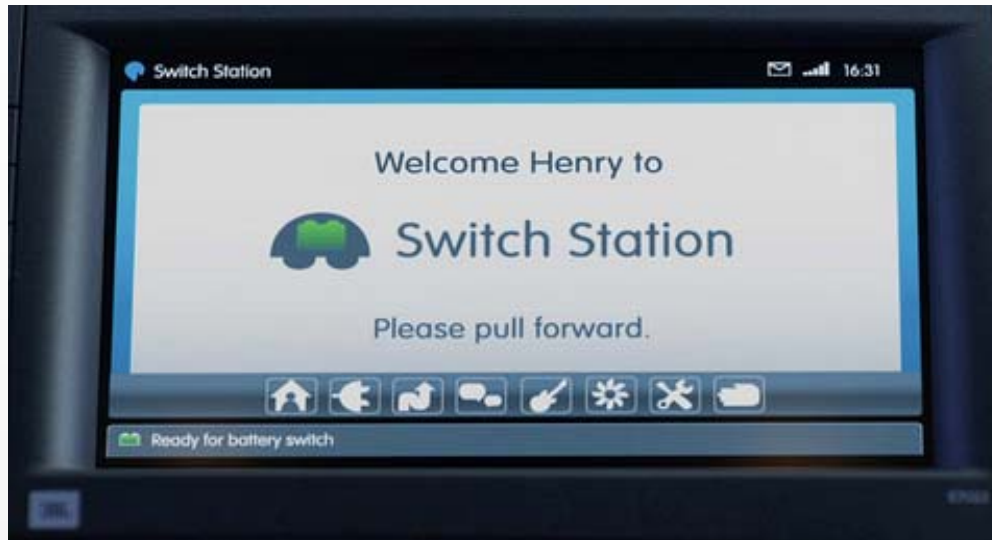 Switch Station
16:31
Welcome Henry to
Switch Station
Please pull forward.
Ready for battery switch